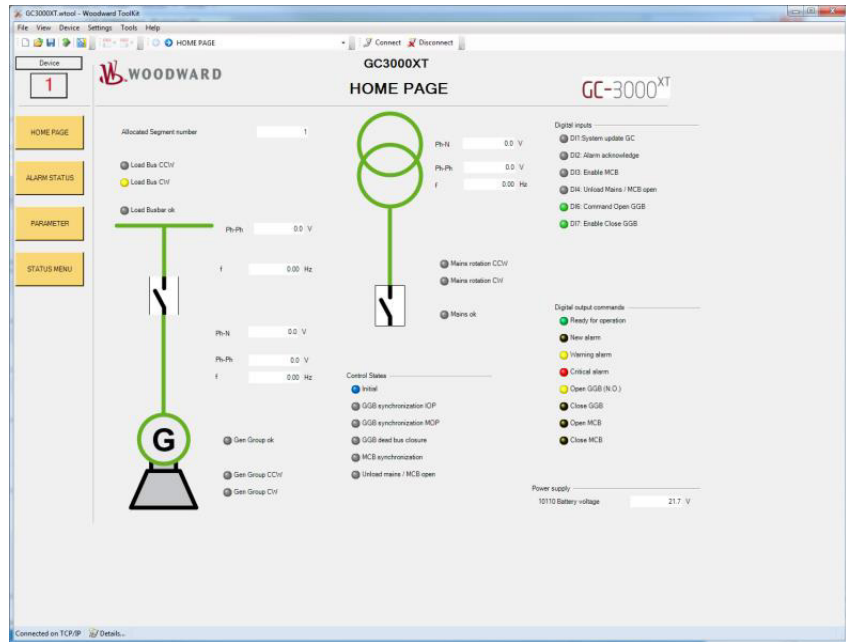 GC3000XT.wtool - Woodward ToolKit
File View Device Settings Tools Help
HOME PAGE
Connect Disconnect
Device
1
WOODWARD
GC3000XT
HOME PAGE
GC-3000XT
HOME PAGE
ALARM STATUS
PARAMETER
STATUS MENU
Allocated Segment number 1
Load Bus CCW
Load Bus CW
Load Busbar ok
Ph-Ph 0.0 V
f 0.00 Hz
Ph-N 0.0 V
Ph-Ph 0.0 V
f 0.00 Hz
G
Gen Group ok
Gen Group CCW
Gen Group CW
Ph-N 0.0 V
Ph-Ph 0.0 V
f 0.00 Hz
Mains rotation CCW
Mains rotation CW
Mains ok
Control States
Initial
GGB synchronization IOP
GGB synchronization MOP
GGB dead bus closure
MCB synchronization
Unload mains / MCB open
Digital inputs
DI1:System update GC
DI2: Alarm acknowledge
DI3: Enable MCB
DI4: Unload Mains / MCB open
DI6: Command Open GGB
DI7: Enable Close GGB
Digital output commands
Ready for operation
New alarm
Warning alarm
Critical alarm
Open GGB (N.O.)
Close GGB
Open MCB
Close MCB
Power supply
10110 Battery voltage 21.7 V
Connected on TCP/IP Details...